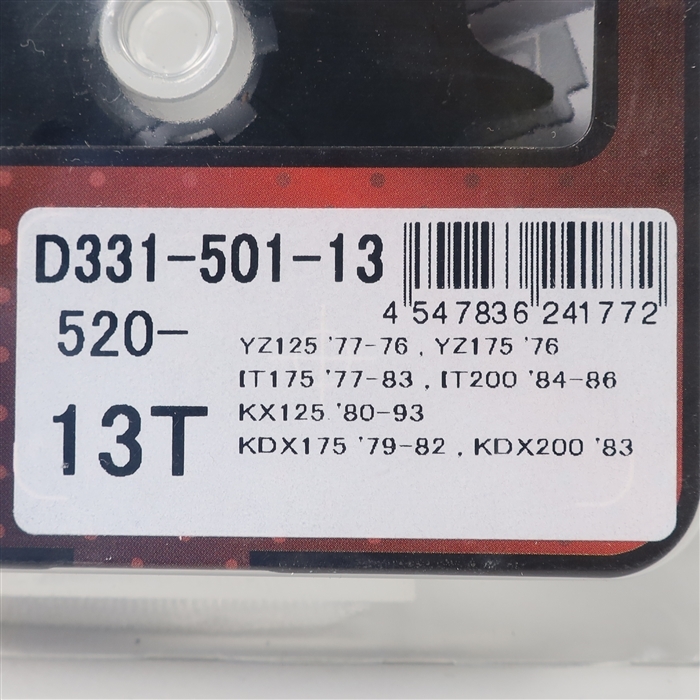 D331-501-13
4 547836 241772
520-
13T
YZ125 '77-76 , YZ175 '76
IT175 '77-83 , IT200 '84-86
KX125 '80-93
KDX175 '79-82 , KDX200 '83